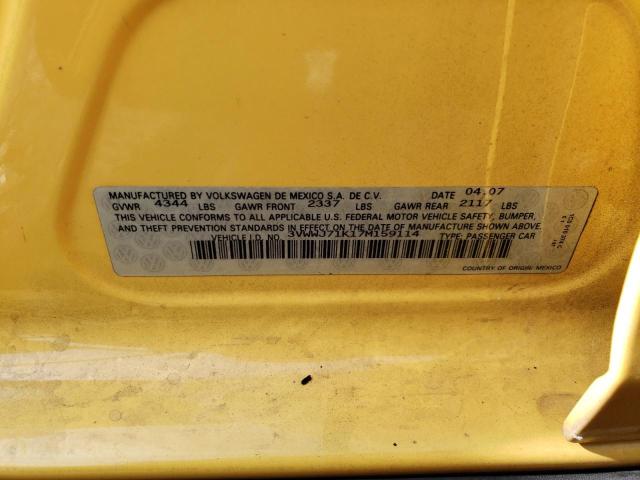 MANUFACTURED BY VOLKSWAGEN DE MEXICO S.A. DE C.V. DATE 04.07
GVWR 4344 LBS GAWR FRONT 2337 LBS GAWR REAR 2117 LBS
THIS VEHICLE CONFORMS TO ALL APPLICABLE U.S. FEDERAL MOTOR VEHICLE SAFETY, BUMPER,
AND THEFT PREVENTION STANDARDS IN EFFECT ON THE DATE OF MANUFACTURE SHOWN ABOVE.
VEHICLE I.D. NO. 3VWWJ71K17M159114 TYPE: PASSENGER CAR
COUNTRY OF ORIGIN: MEXICO